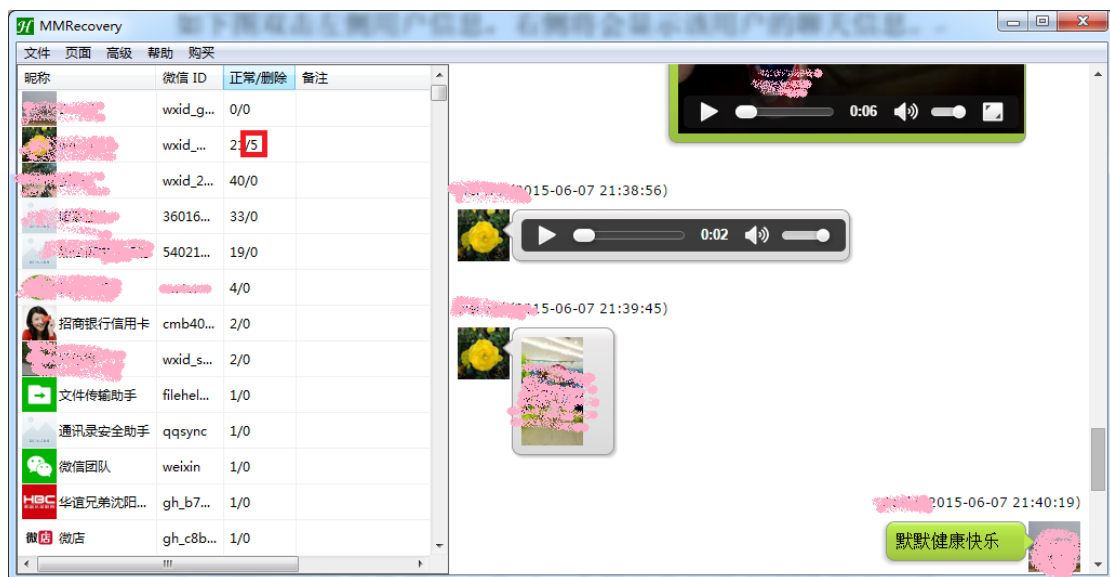 如下图双击左侧用户信息，右侧将会显示该用户的聊天信息。
MMRecovery
文件 页面 高级 帮助 购买
昵称 微信 ID 正常/删除 备注
wxid_g... 0/0
wxid_... 21/5
wxid_2... 40/0
36016... 33/0
54021... 19/0
4/0
招商银行信用卡 cmb40... 2/0
wxid_s... 2/0
文件传输助手 filehel... 1/0
通讯录安全助手 qqsync 1/0
微信团队 weixin 1/0
HBC 华谊兄弟沈阳... gh_b7... 1/0
微店 微店 gh_c8b... 1/0
0:06
2015-06-07 21:38:56)
0:02
15-06-07 21:39:45)
2015-06-07 21:40:19)
默默健康快乐